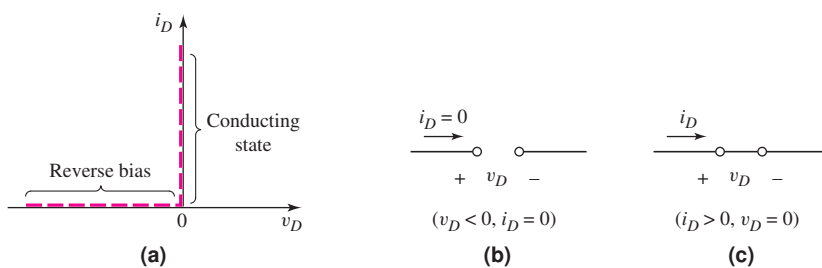 i_D
Conducting
state
Reverse bias
0
v_D
(a)
i_D = 0
+ v_D –
(v_D < 0, i_D = 0)
(b)
i_D
+ v_D –
(i_D > 0, v_D = 0)
(c)